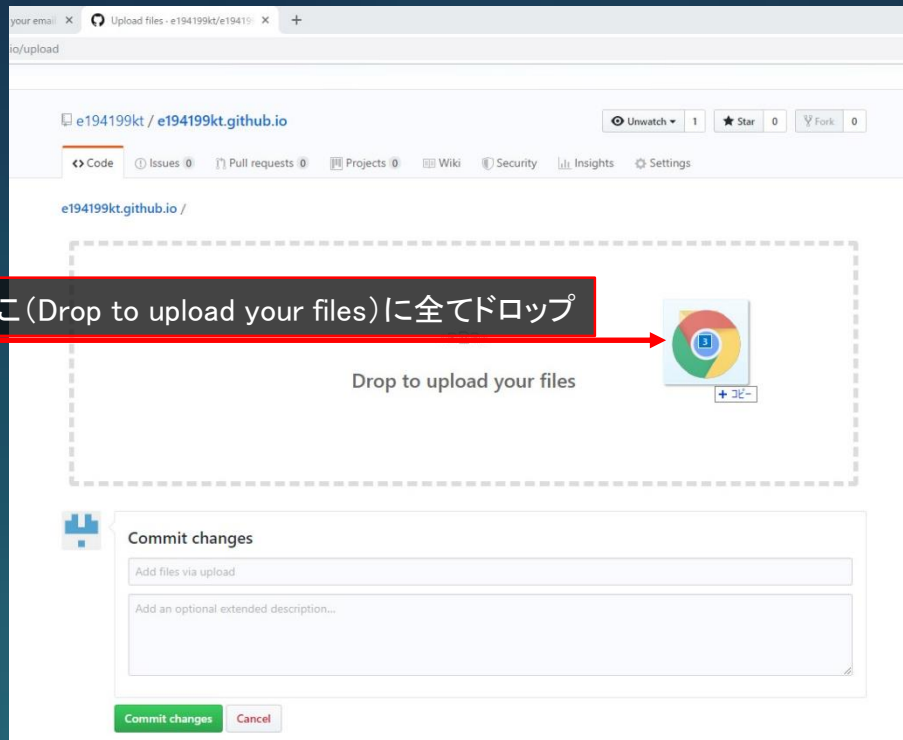 your emai × Upload files · e194199kt/e19419 × +
io/upload
e194199kt / e194199kt.github.io Unwatch 1 Star 0 Fork 0
Code Issues 0 Pull requests 0 Projects 0 Wiki Security Insights Settings
e194199kt.github.io /
こ(Drop to upload your files)に全てドロップ
3
Drop to upload your files
+ コピー
Commit changes
Add files via upload
Add an optional extended description...
Commit changes Cancel